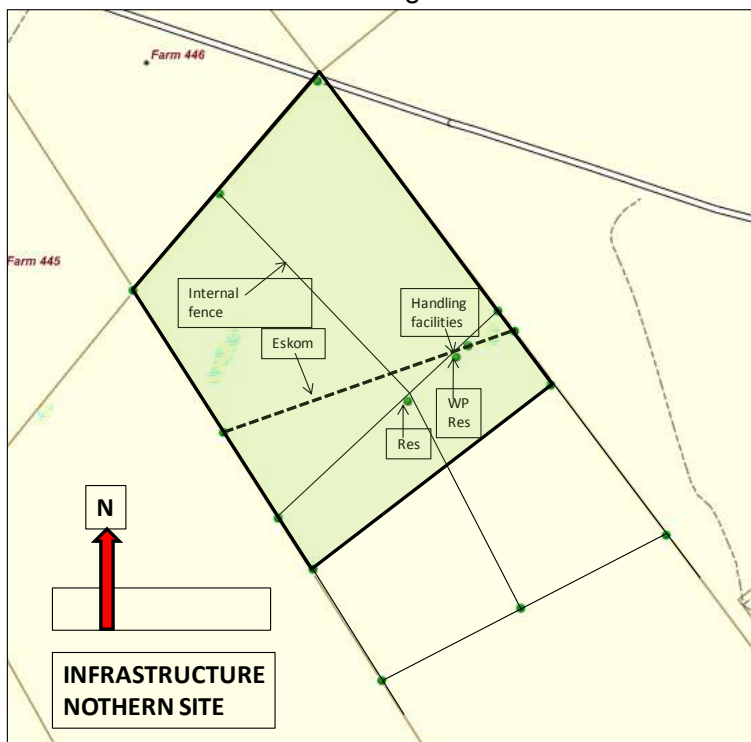 Farm 446
Farm 445
Internal
fence
Handling
facilities
Eskom
WP
Res
Res
N
INFRASTRUCTURE
NOTHERN SITE